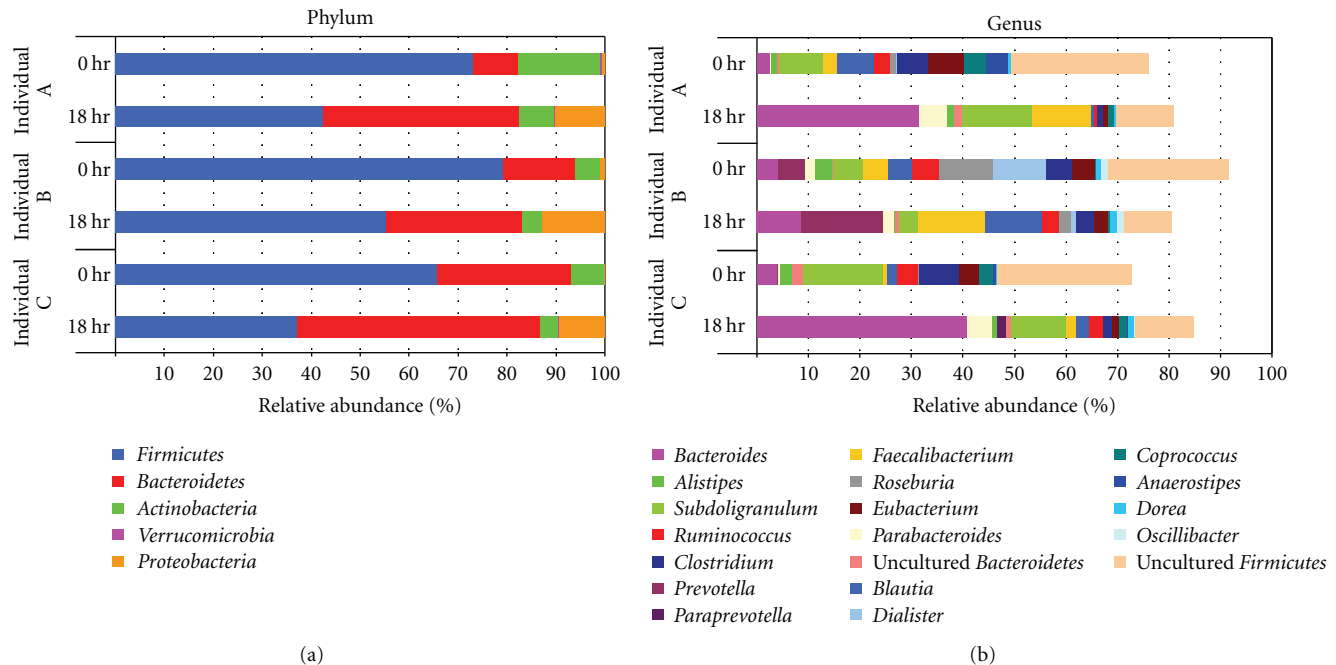 Phylum
Individual A
0 hr
18 hr
Individual B
0 hr
18 hr
Individual C
0 hr
18 hr
10 20 30 40 50 60 70 80 90 100
Relative abundance (%)
Firmicutes
Bacteroidetes
Actinobacteria
Verrucomicrobia
Proteobacteria
(a)
Genus
Individual A
0 hr
18 hr
Individual B
0 hr
18 hr
Individual C
0 hr
18 hr
10 20 30 40 50 60 70 80 90 100
Relative abundance (%)
Bacteroides
Alistipes
Subdoligranulum
Ruminococcus
Clostridium
Prevotella
Paraprevotella
Faecalibacterium
Roseburia
Eubacterium
Parabacteroides
Uncultured Bacteroidetes
Blautia
Dialister
Coprococcus
Anaerostipes
Dorea
Oscillibacter
Uncultured Firmicutes
(b)